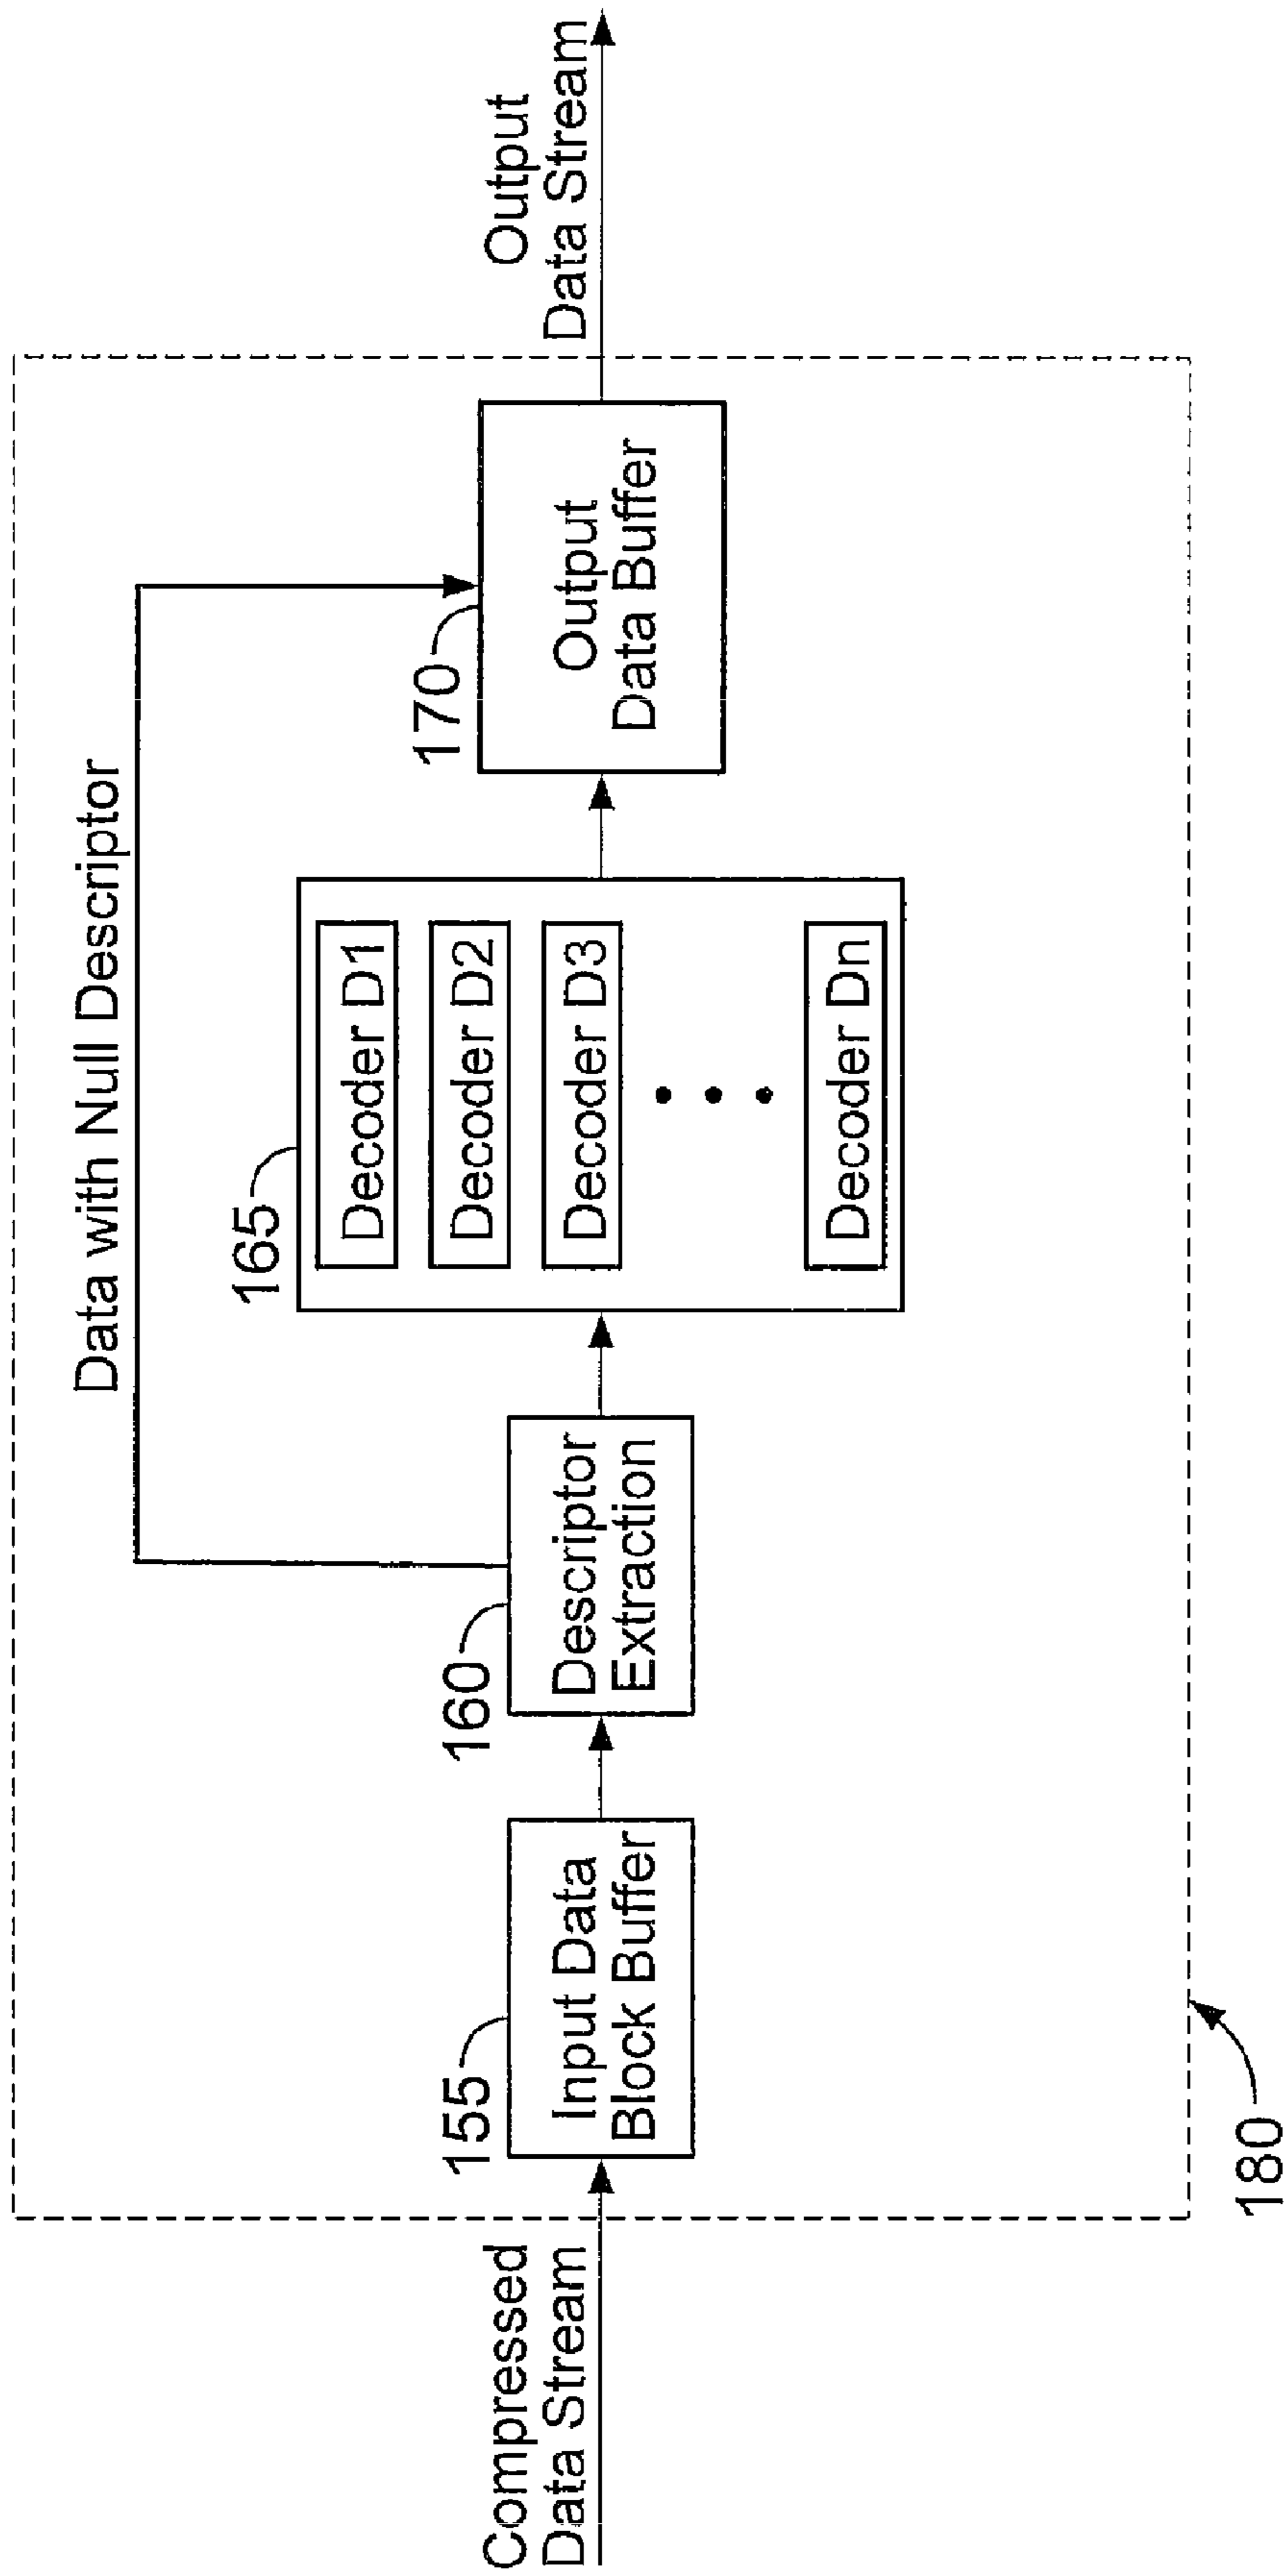 Compressed
Data Stream
155
Input Data
Block Buffer
160
Descriptor
Extraction
Data with Null Descriptor
165
Decoder D1
Decoder D2
Decoder D3
Decoder Dn
170
Output
Data Buffer
Output
Data Stream
180